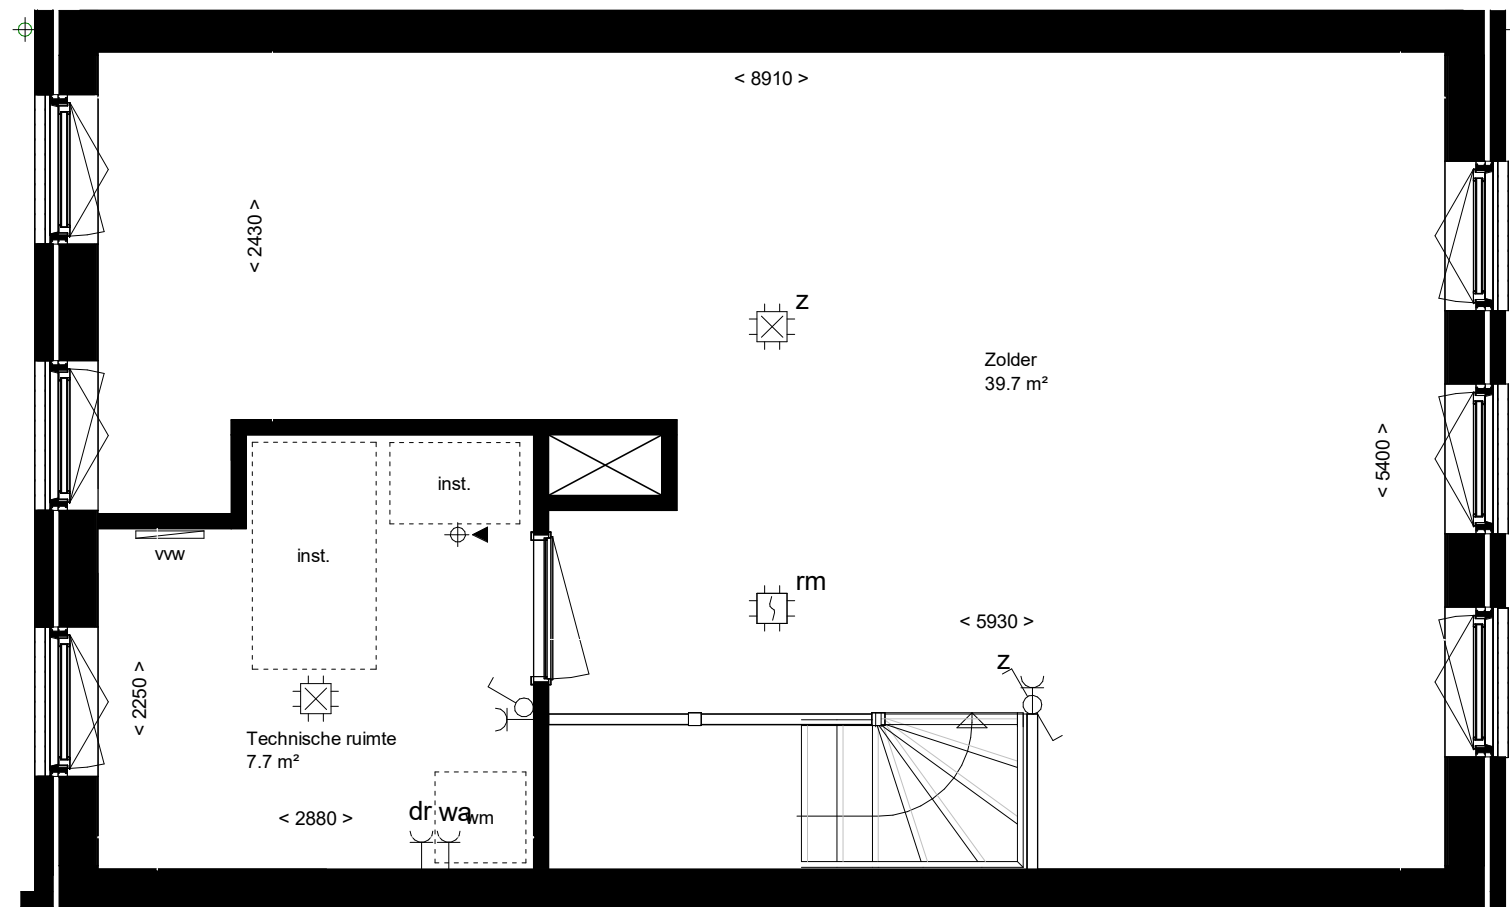 < 8910 >
< 2430 >
z
Zolder
39.7 m²
< 5400 >
inst.
inst.
vvw
rm
< 5930 >
z
< 2250 >
Technische ruimte
7.7 m²
< 2880 >
dr wa wm